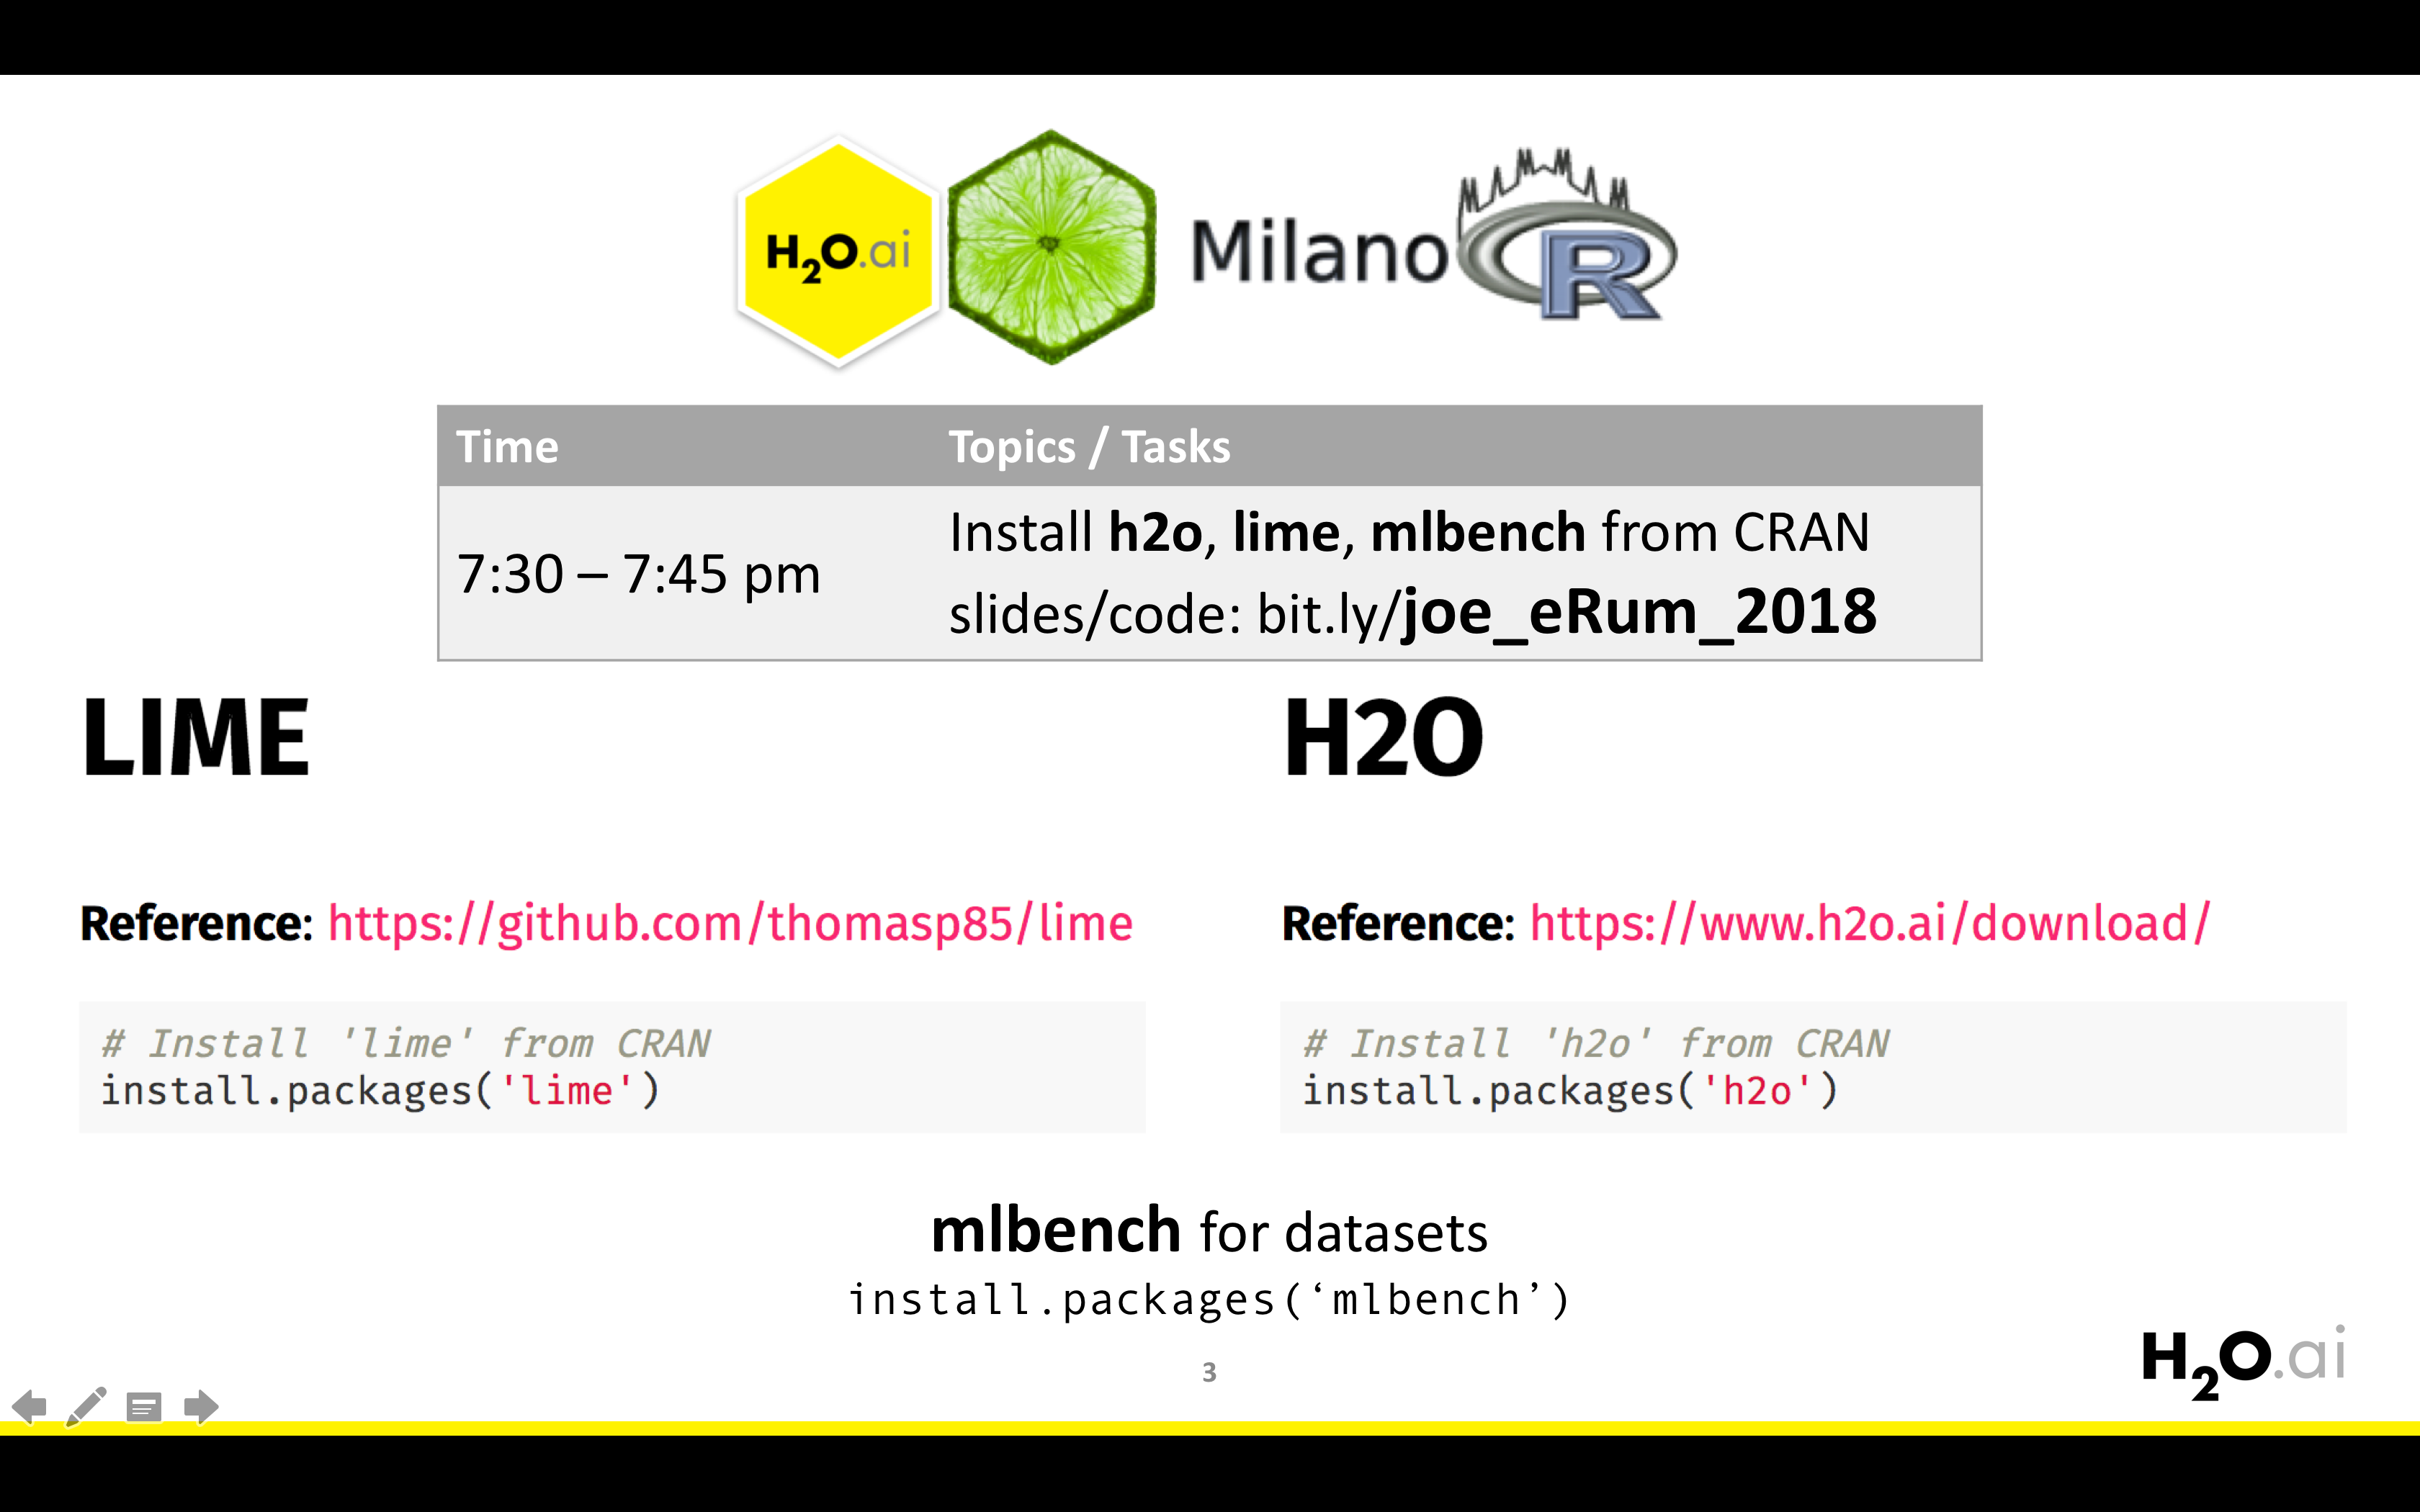 H2O.ai
Milano R
Time Topics / Tasks
7:30 – 7:45 pm
Install h2o, lime, mlbench from CRAN
slides/code: bit.ly/joe_eRum_2018
LIME
Reference: https://github.com/thomasp85/lime
# Install 'lime' from CRAN
install.packages('lime')
H2O
Reference: https://www.h2o.ai/download/
# Install 'h2o' from CRAN
install.packages('h2o')
mlbench for datasets
install.packages(‘mlbench’)
3
H2O.ai